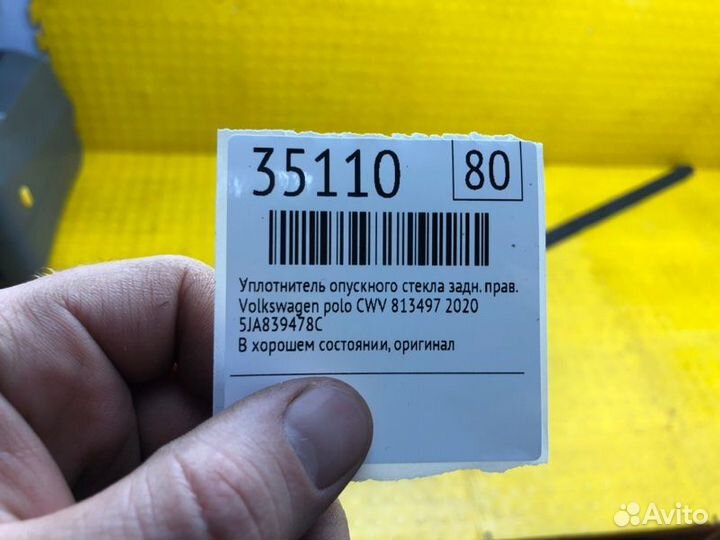 35110
80
Уплотнитель опускного стекла задн. прав.
Volkswagen polo CWV 813497 2020
5JA839478C
В хорошем состоянии, оригинал
Avito